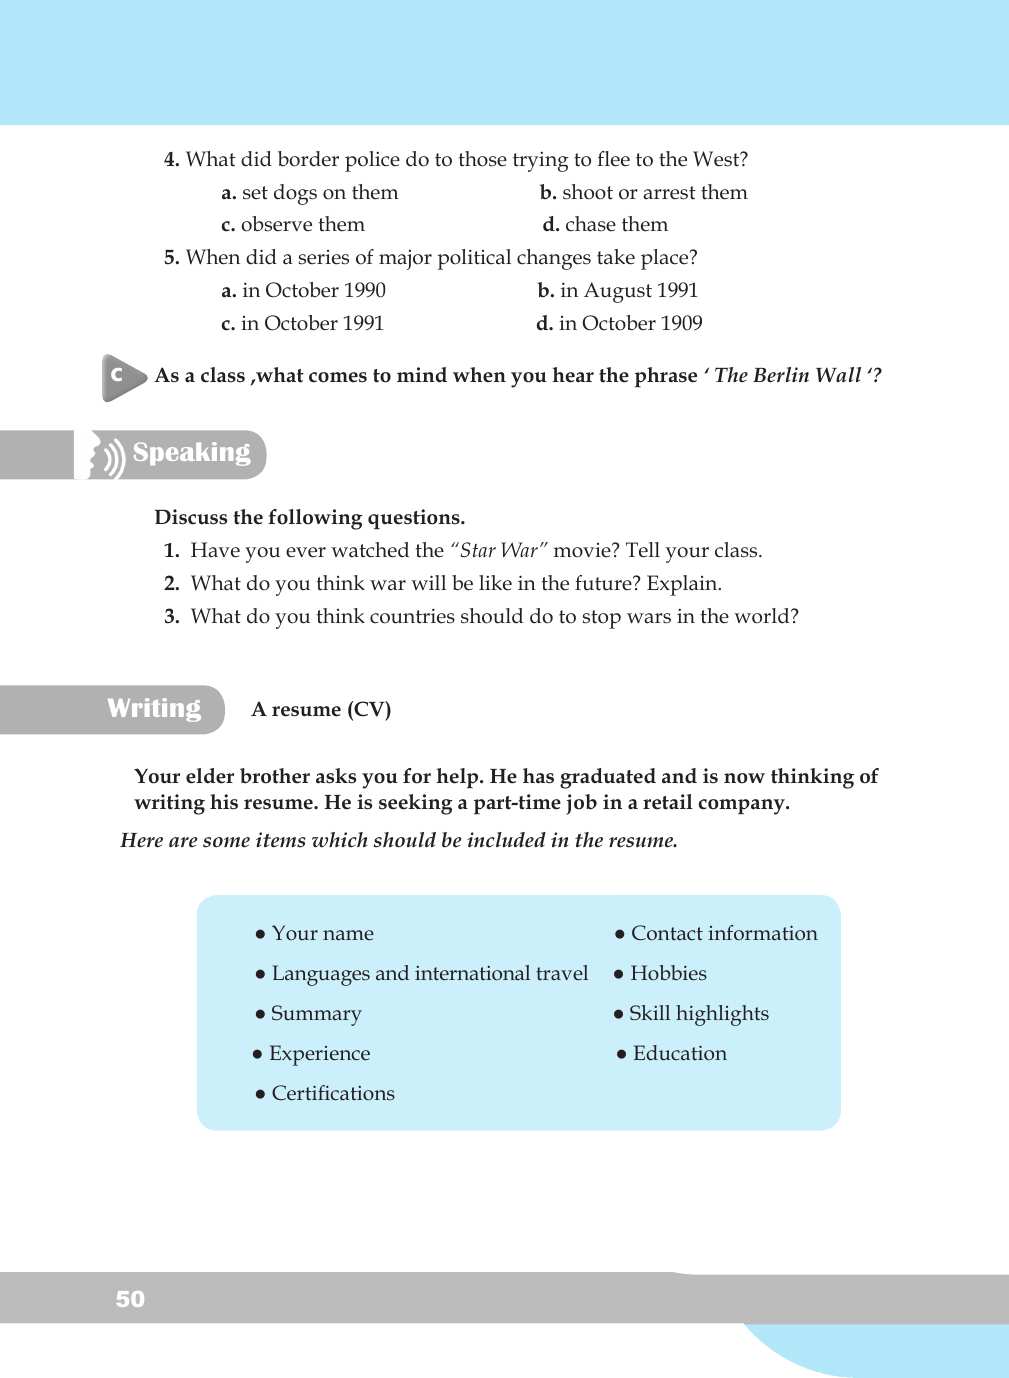 4. What did border police do to those trying to flee to the West?
a. set dogs on them b. shoot or arrest them
c. observe them d. chase them
5. When did a series of major political changes take place?
a. in October 1990 b. in August 1991
c. in October 1991 d. in October 1909
C As a class ,what comes to mind when you hear the phrase ‘ The Berlin Wall ‘?
Speaking
Discuss the following questions.
1. Have you ever watched the “Star War” movie? Tell your class.
2. What do you think war will be like in the future? Explain.
3. What do you think countries should do to stop wars in the world?
Writing A resume (CV)
Your elder brother asks you for help. He has graduated and is now thinking of
writing his resume. He is seeking a part-time job in a retail company.
Here are some items which should be included in the resume.
● Your name ● Contact information
● Languages and international travel ● Hobbies
● Summary ● Skill highlights
● Experience ● Education
● Certifications
50